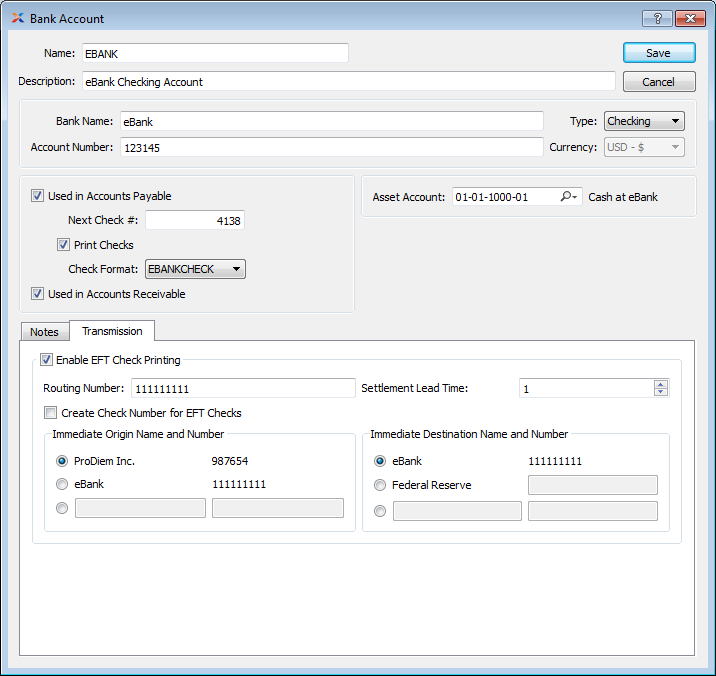 Bank Account
?
Name: EBANK Save
Description: eBank Checking Account Cancel
Bank Name: eBank Type: Checking
Account Number: 123145 Currency: USD - $
Used in Accounts Payable Asset Account: 01-01-1000-01 Cash at eBank
Next Check #: 4138
Print Checks
Check Format: EBANKCHECK
Used in Accounts Receivable
Notes Transmission
Enable EFT Check Printing
Routing Number: 111111111 Settlement Lead Time: 1
Create Check Number for EFT Checks
Immediate Origin Name and Number Immediate Destination Name and Number
ProDiem Inc. 987654 eBank 111111111
eBank 111111111 Federal Reserve